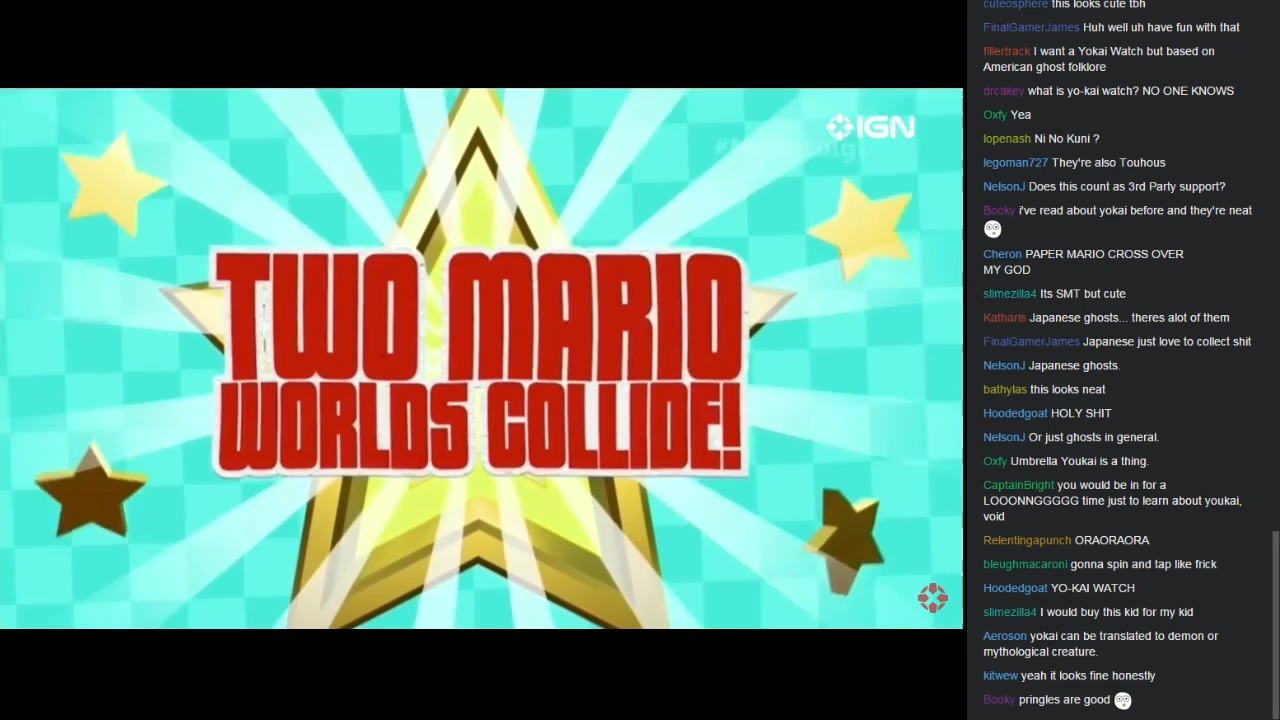 IGN
TWO MARIO
WORLDS COLLIDE!
cuteosphere this looks cute tbh
FinalGamerJames Huh well uh have fun with that
fillertrack I want a Yokai Watch but based on
American ghost folklore
drcakey what is yo-kai watch? NO ONE KNOWS
Oxfy Yea
lopenash Ni No Kuni ?
legoman727 They're also Touhous
NelsonJ Does this count as 3rd Party support?
Booky i've read about yokai before and they're neat
Cheron PAPER MARIO CROSS OVER
MY GOD
slimezilla4 Its SMT but cute
Katharis Japanese ghosts... theres alot of them
FinalGamerJames Japanese just love to collect shit
NelsonJ Japanese ghosts.
bathylas this looks neat
Hoodedgoat HOLY SHIT
NelsonJ Or just ghosts in general.
Oxfy Umbrella Youkai is a thing.
CaptainBright you would be in for a
LOOONNGGGGG time just to learn about youkai,
void
Relentingapunch ORAORAORA
bleughmacaroni gonna spin and tap like frick
Hoodedgoat YO-KAI WATCH
slimezilla4 I would buy this kid for my kid
Aeroson yokai can be translated to demon or
mythological creature.
kitwew yeah it looks fine honestly
Booky pringles are good